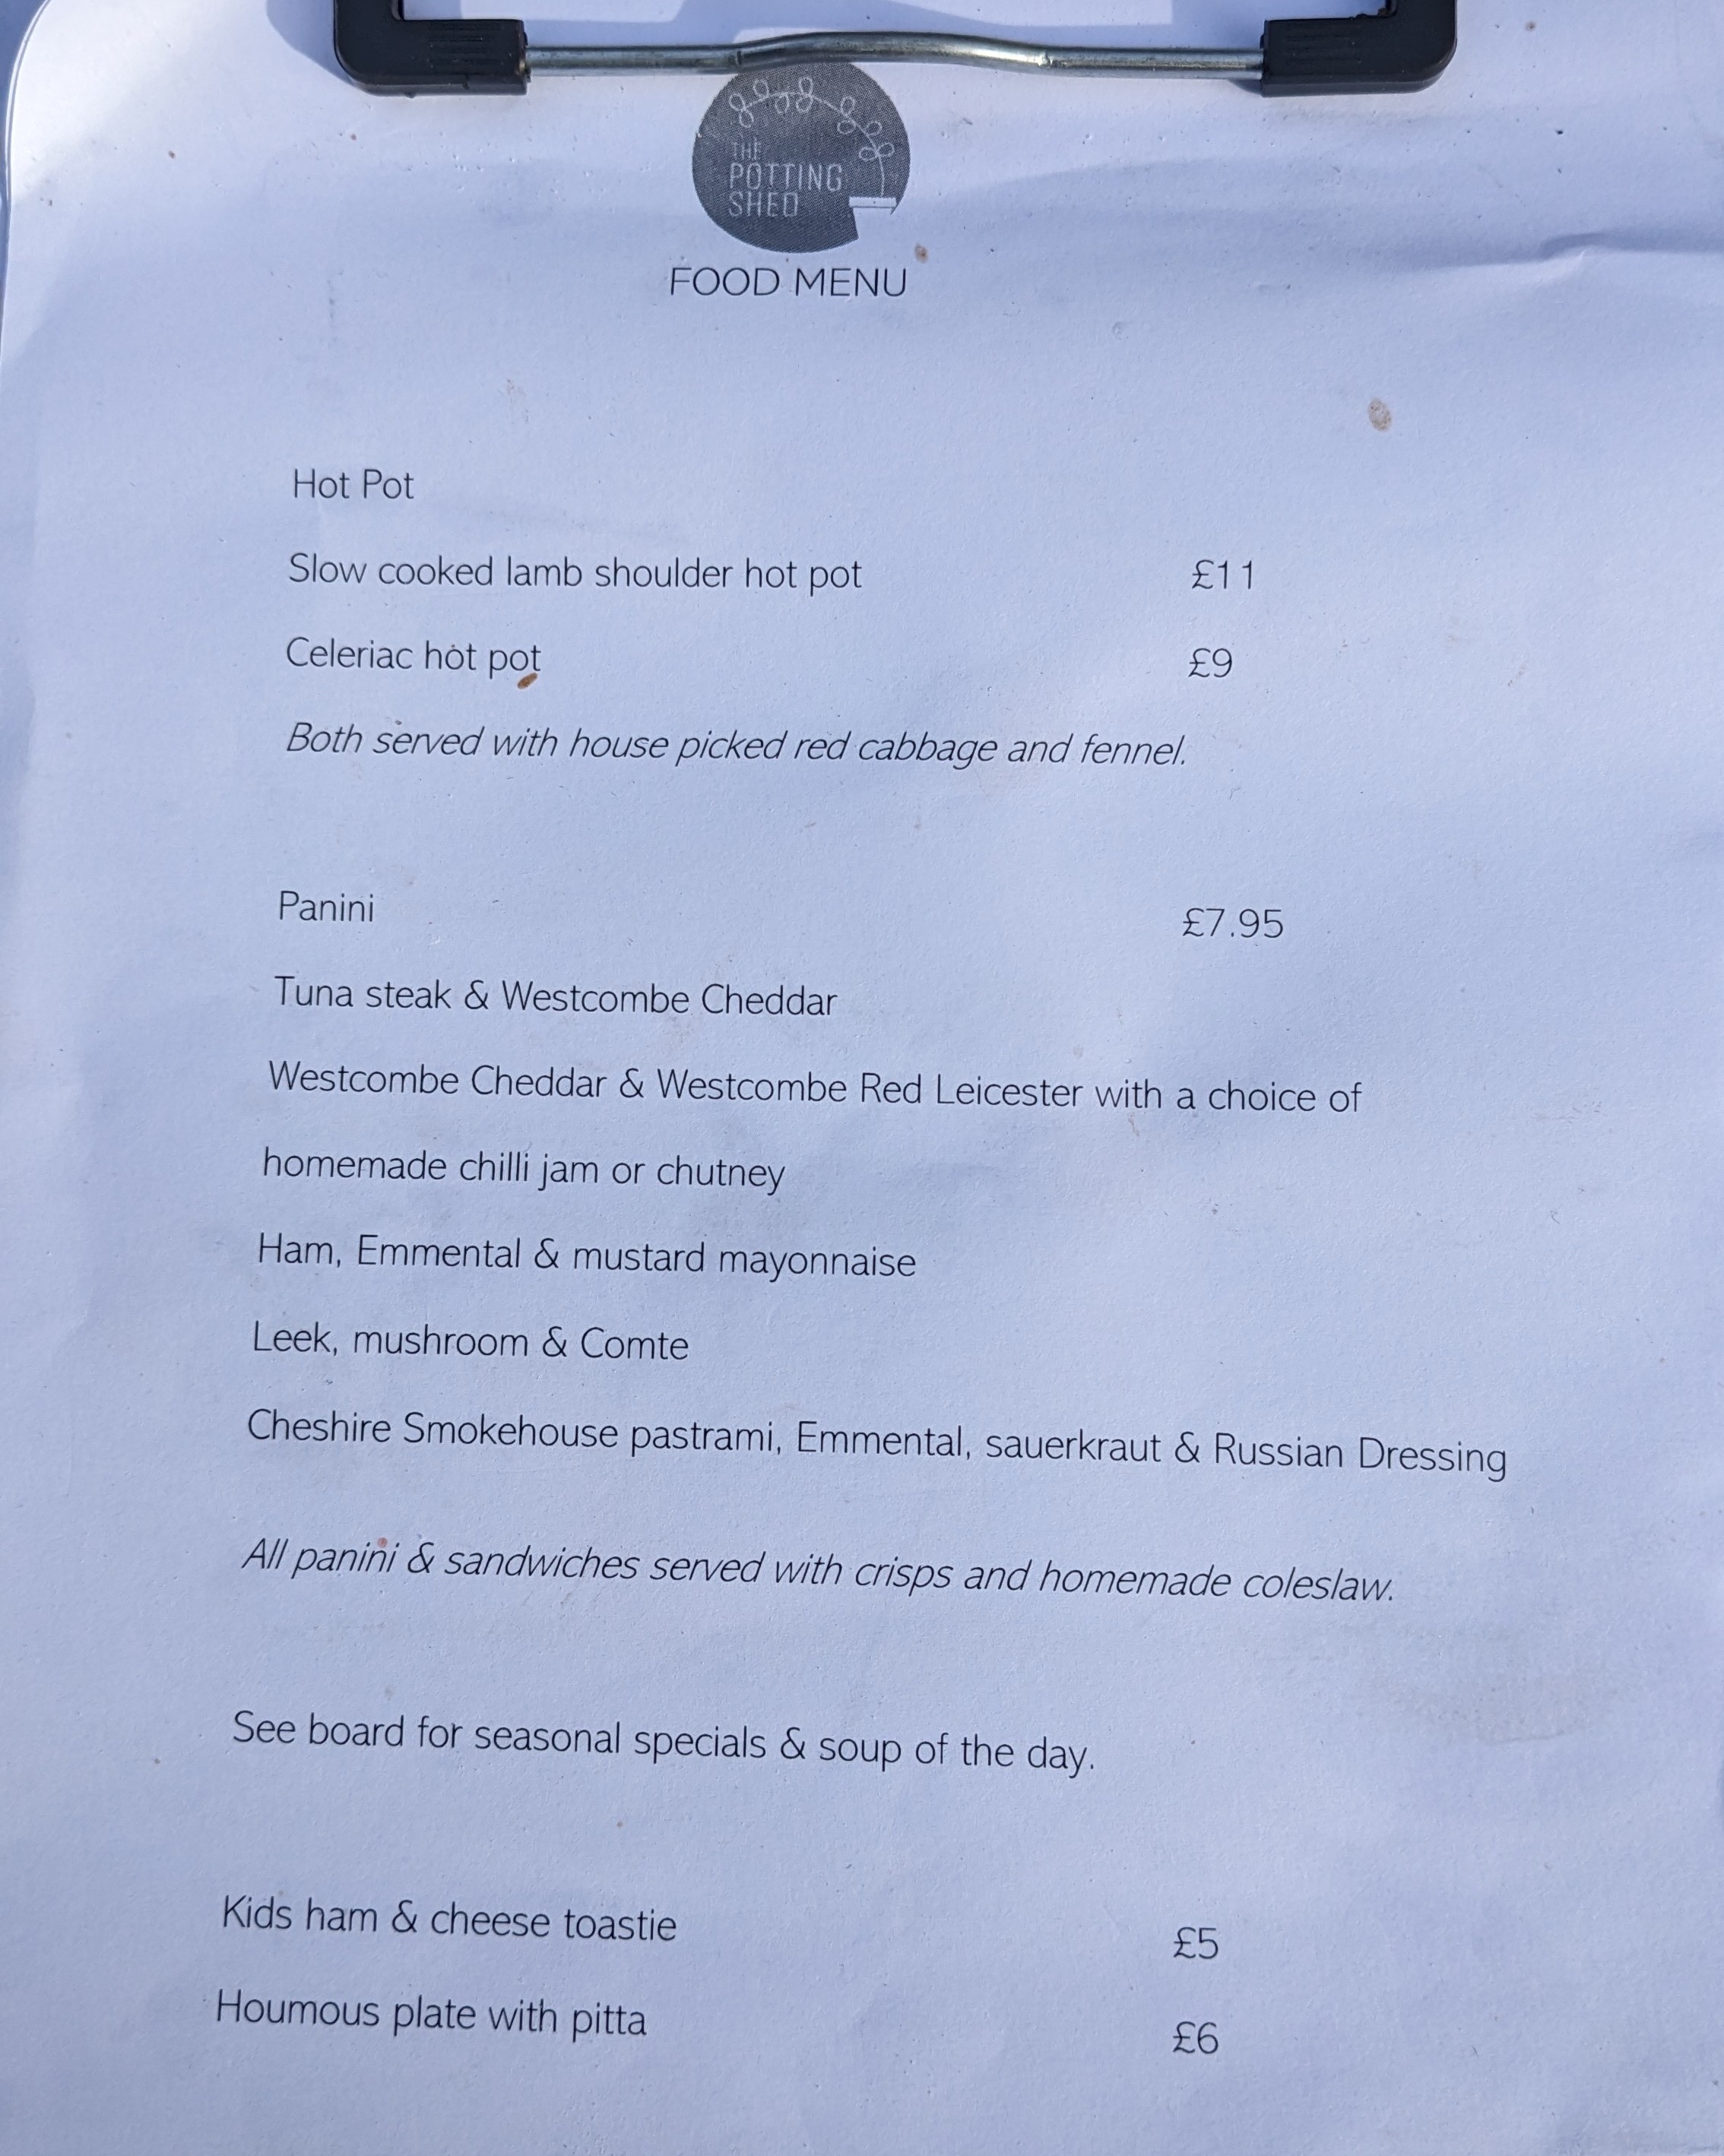 THE
POTTING
SHED
FOOD MENU
Hot Pot
Slow cooked lamb shoulder hot pot £11
Celeriac hot pot £9
Both served with house picked red cabbage and fennel.
Panini £7.95
Tuna steak & Westcombe Cheddar
Westcombe Cheddar & Westcombe Red Leicester with a choice of
homemade chilli jam or chutney
Ham, Emmental & mustard mayonnaise
Leek, mushroom & Comte
Cheshire Smokehouse pastrami, Emmental, sauerkraut & Russian Dressing
All panini & sandwiches served with crisps and homemade coleslaw.
See board for seasonal specials & soup of the day.
Kids ham & cheese toastie £5
Houmous plate with pitta £6